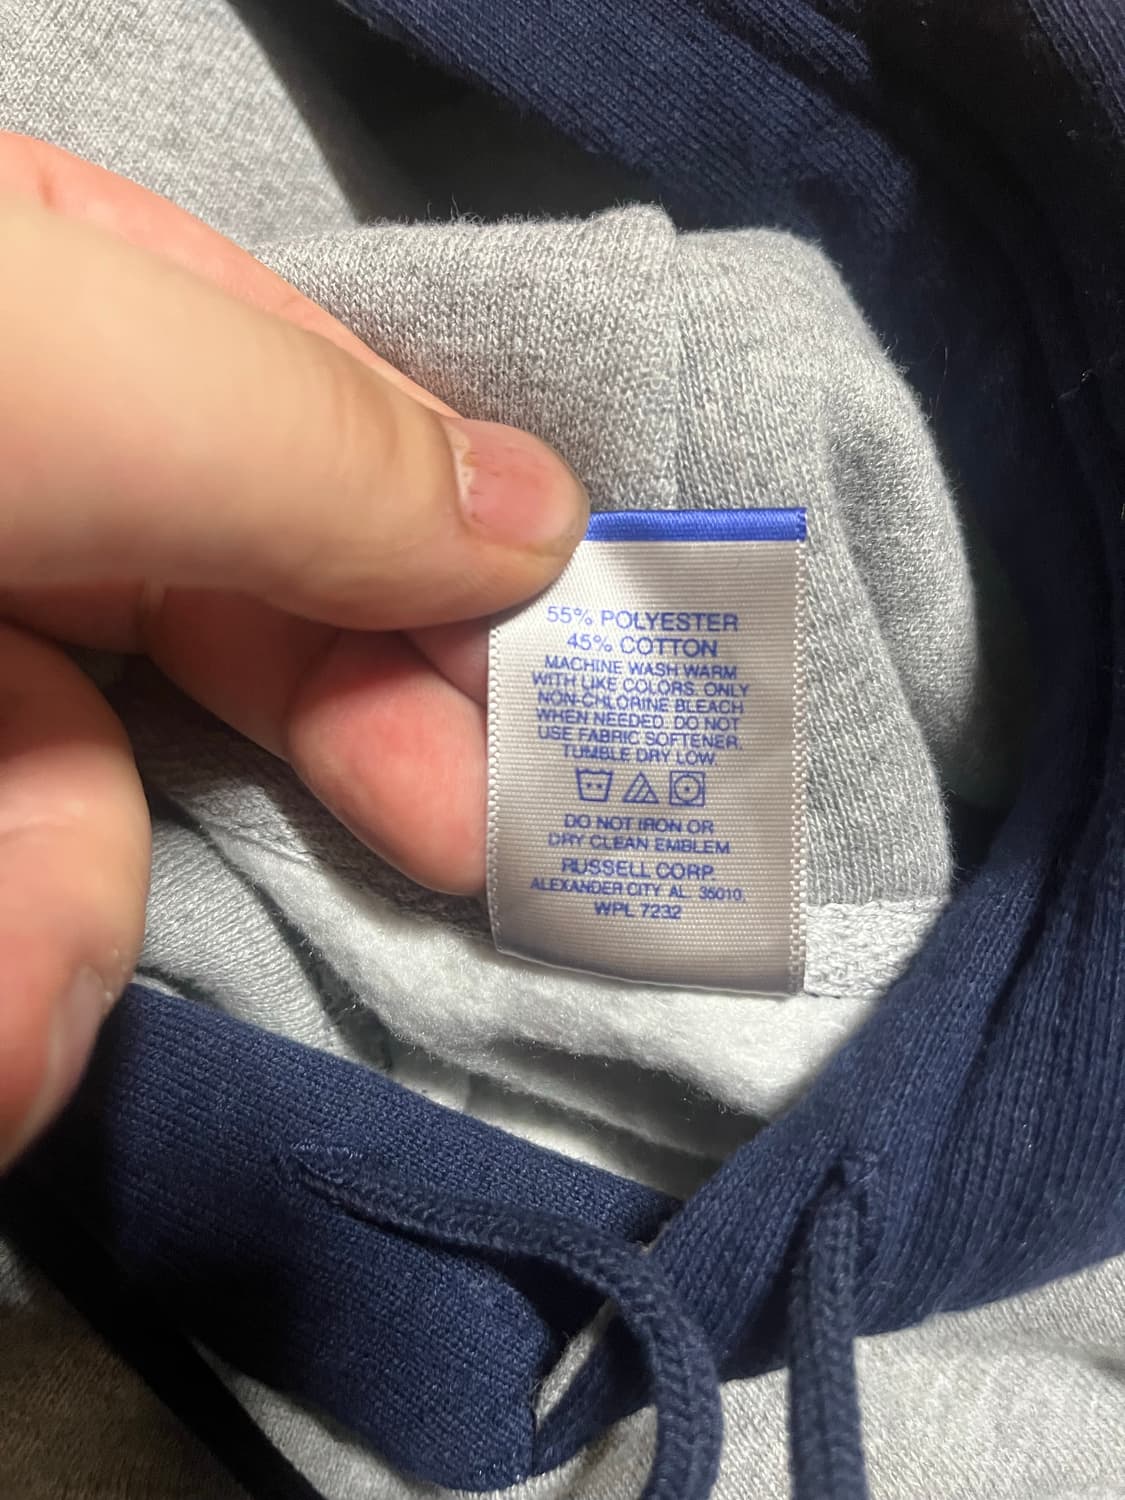 55% POLYESTER
45% COTTON
MACHINE WASH WARM
WITH LIKE COLORS. ONLY
NON-CHLORINE BLEACH
WHEN NEEDED. DO NOT
USE FABRIC SOFTENER.
TUMBLE DRY LOW.
DO NOT IRON OR
DRY CLEAN EMBLEM
RUSSELL CORP.
ALEXANDER CITY AL 35010,
WPL 7232